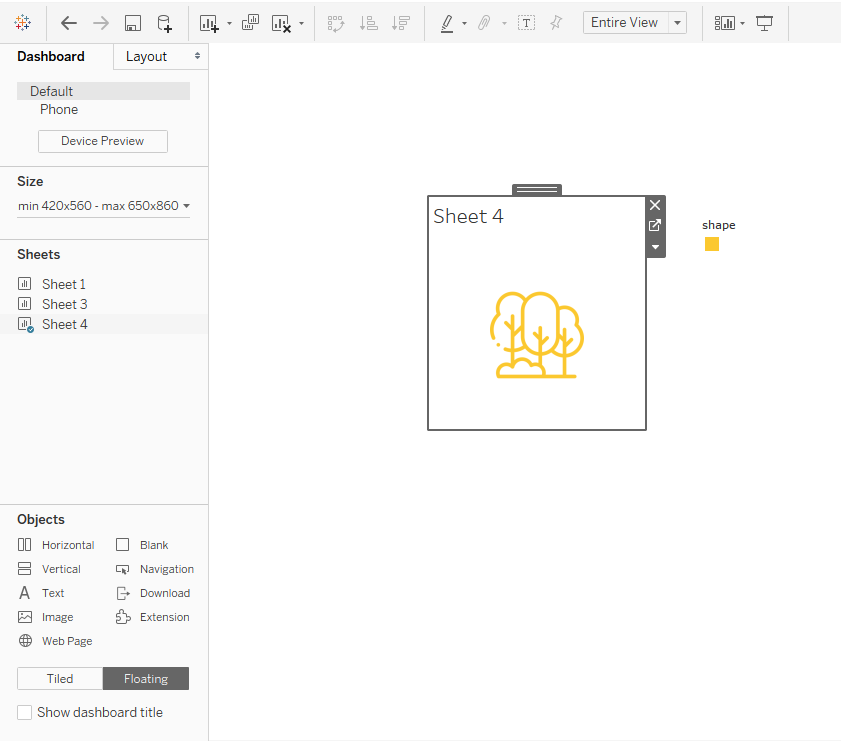 Entire View
Dashboard
Layout
Default
Phone
Device Preview
Size
min 420x560 - max 650x860
Sheets
Sheet 1
Sheet 3
Sheet 4
Objects
Horizontal
Blank
Vertical
Navigation
A
Text
Download
Image
Extension
Web Page
Tiled
Floating
Show dashboard title
Sheet 4
shape
T